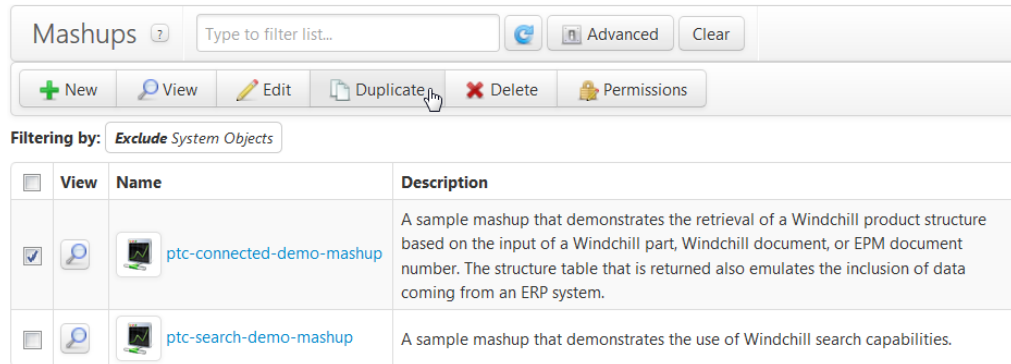 Mashups ? Type to filter list... Advanced Clear
New View Edit Duplicate Delete Permissions
Filtering by: Exclude System Objects
View Name Description
ptc-connected-demo-mashup
A sample mashup that demonstrates the retrieval of a Windchill product structure
based on the input of a Windchill part, Windchill document, or EPM document
number. The structure table that is returned also emulates the inclusion of data
coming from an ERP system.
ptc-search-demo-mashup A sample mashup that demonstrates the use of Windchill search capabilities.